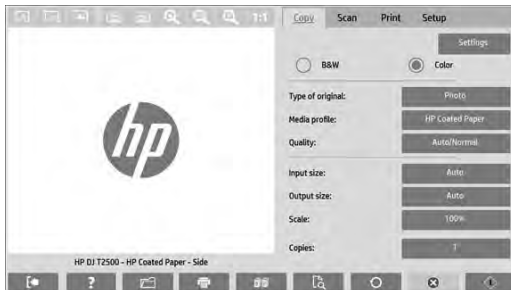 1:1
Copy Scan Print Setup
Settings
B&W Color
Type of original: Photo
Media profile: HP Coated Paper
Quality: Auto/Normal
Input size: Auto
Output size: Auto
Scale: 100%
Copies: 1
hp
HP DJ T2500 - HP Coated Paper - Side
?